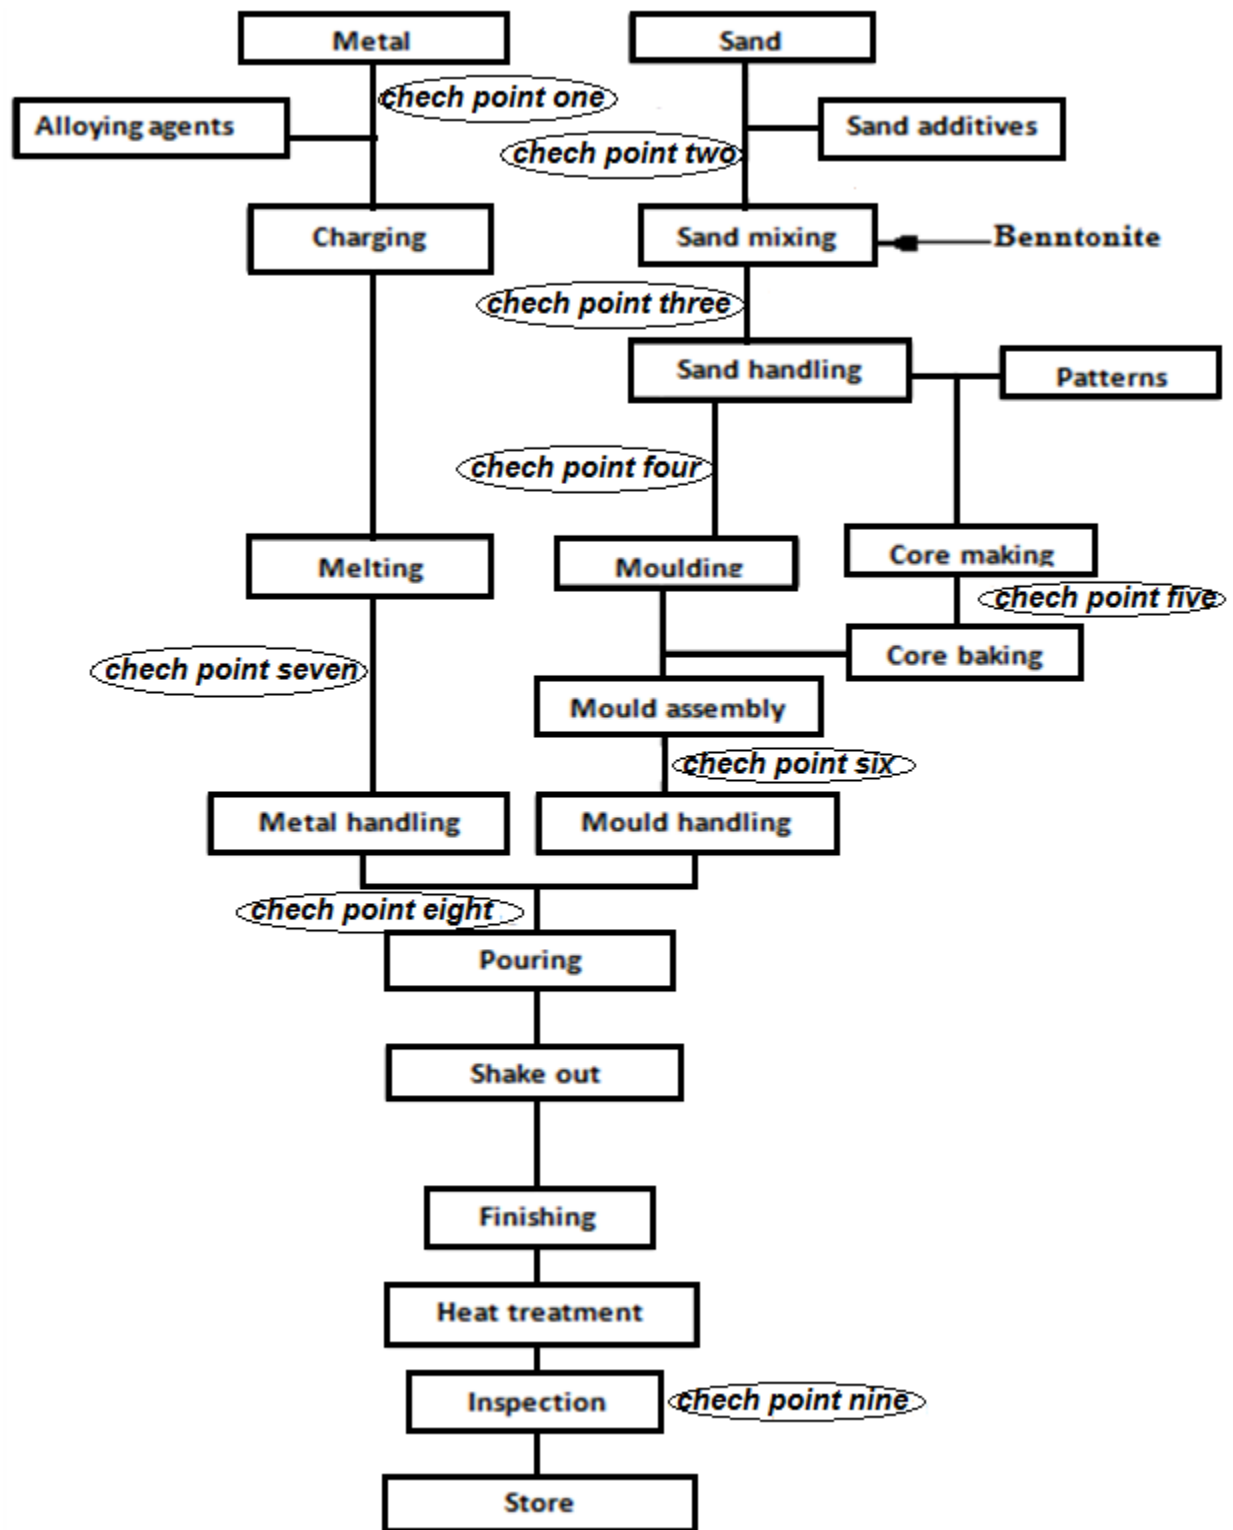 Metal
Sand
chech point one
Alloying agents
Sand additives
chech point two
Charging
Sand mixing
Benntonite
chech point three
Sand handling
Patterns
chech point four
Core making
Melting
Moulding
chech point five
Core baking
chech point seven
Mould assembly
chech point six
Metal handling
Mould handling
chech point eight
Pouring
Shake out
Finishing
Heat treatment
Inspection
chech point nine
Store